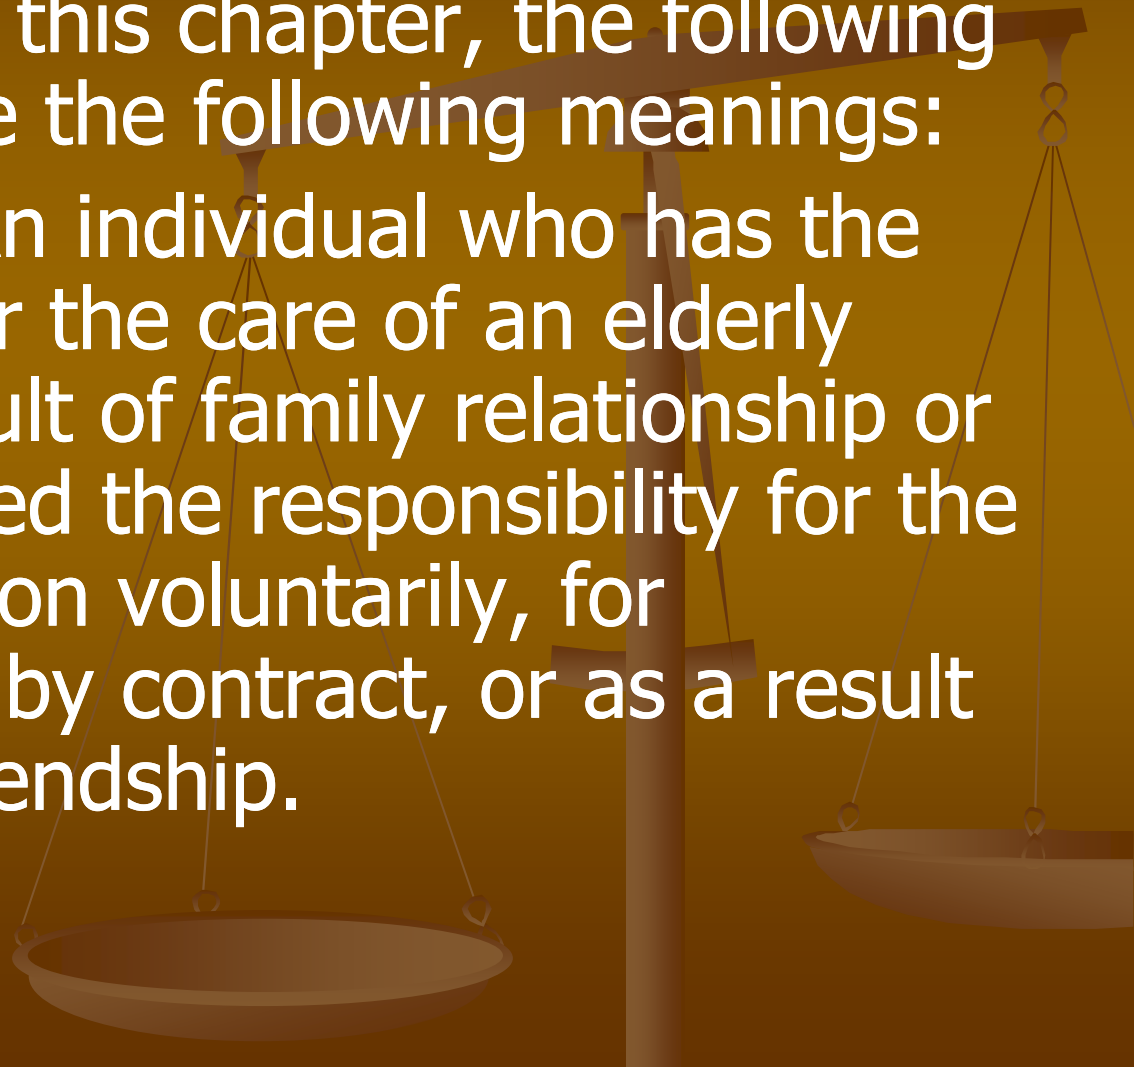 this chapter, the following
e the following meanings:
n individual who has the
r the care of an elderly
ult of family relationship or
ed the responsibility for the
on voluntarily, for
by contract, or as a result
endship.